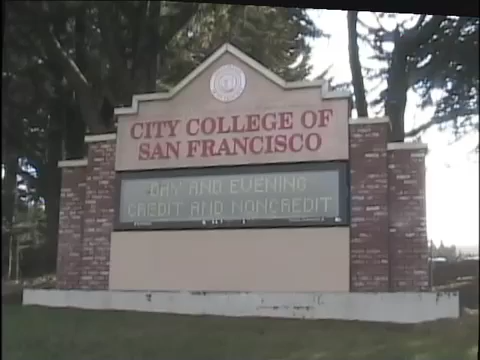 CITY COLLEGE OF
SAN FRANCISCO
DAY AND EVENING
CREDIT AND NONCREDIT